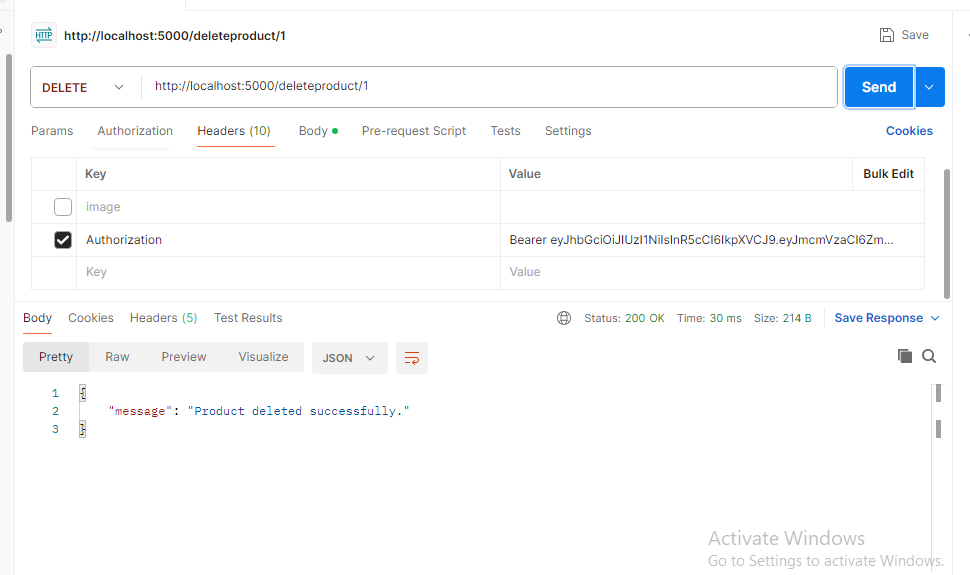 HTTP http://localhost:5000/deleteproduct/1 Save
DELETE http://localhost:5000/deleteproduct/1 Send
Params Authorization Headers (10) Body Pre-request Script Tests Settings Cookies
Key Value Bulk Edit
image
Authorization Bearer eyJhbGciOiJIUzI1NiIsInR5cCI6IkpXVCJ9.eyJmcmVzaCI6Zm...
Key Value
Body Cookies Headers (5) Test Results Status: 200 OK Time: 30 ms Size: 214 B Save Response
Pretty Raw Preview Visualize JSON
1 {
2 "message": "Product deleted successfully."
3 }
Activate Windows
Go to Settings to activate Windows.